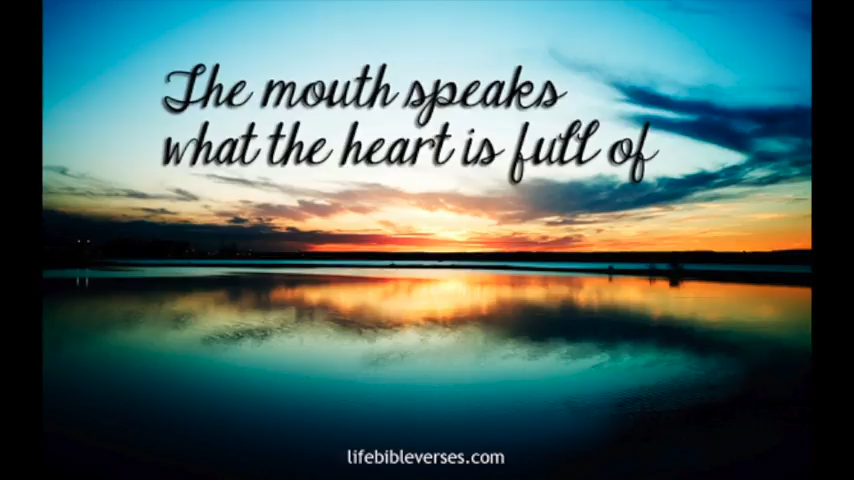 The mouth speaks
what the heart is full of
lifebibleverses.com